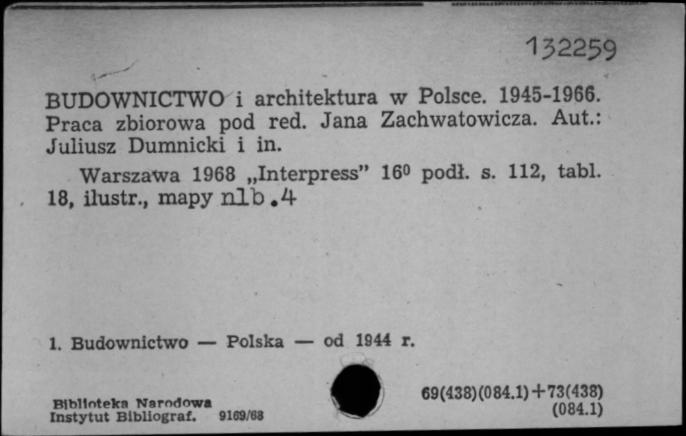 132259
BUDOWNICTWO i architektura w Polsce. 1945-1966.
Praca zbiorowa pod red. Jana Zachwatowicza. Aut.:
Juliusz Dumnicki i in.
Warszawa 1968 „Interpress” 16⁰ podł. s. 112, tabl.
18, ilustr., mapy nlb.4
1. Budownictwo — Polska — od 1944 r.
69(438)(084.1)+73(438)
(084.1)
Biblioteka Narodowa
Instytut Bibliograf. 9169/68